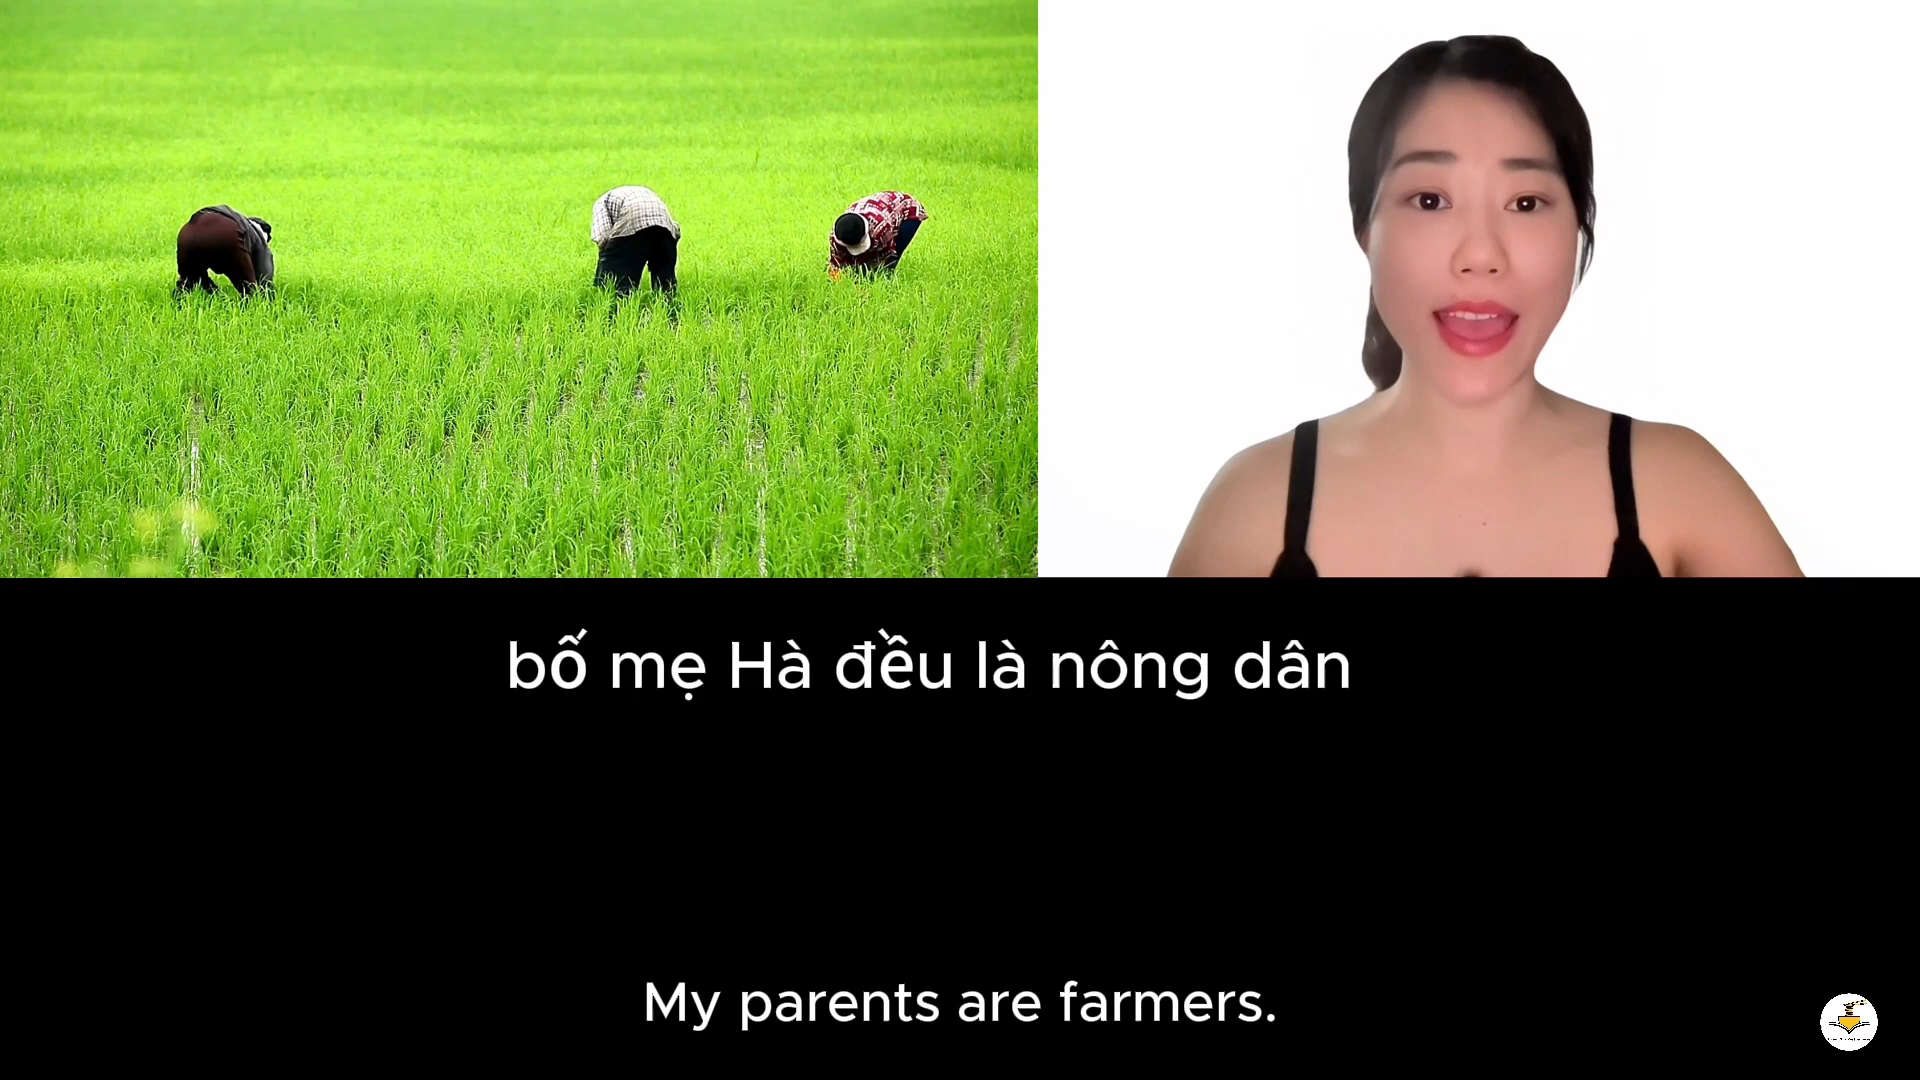 bố mẹ Hà đều là nông dân
My parents are farmers.